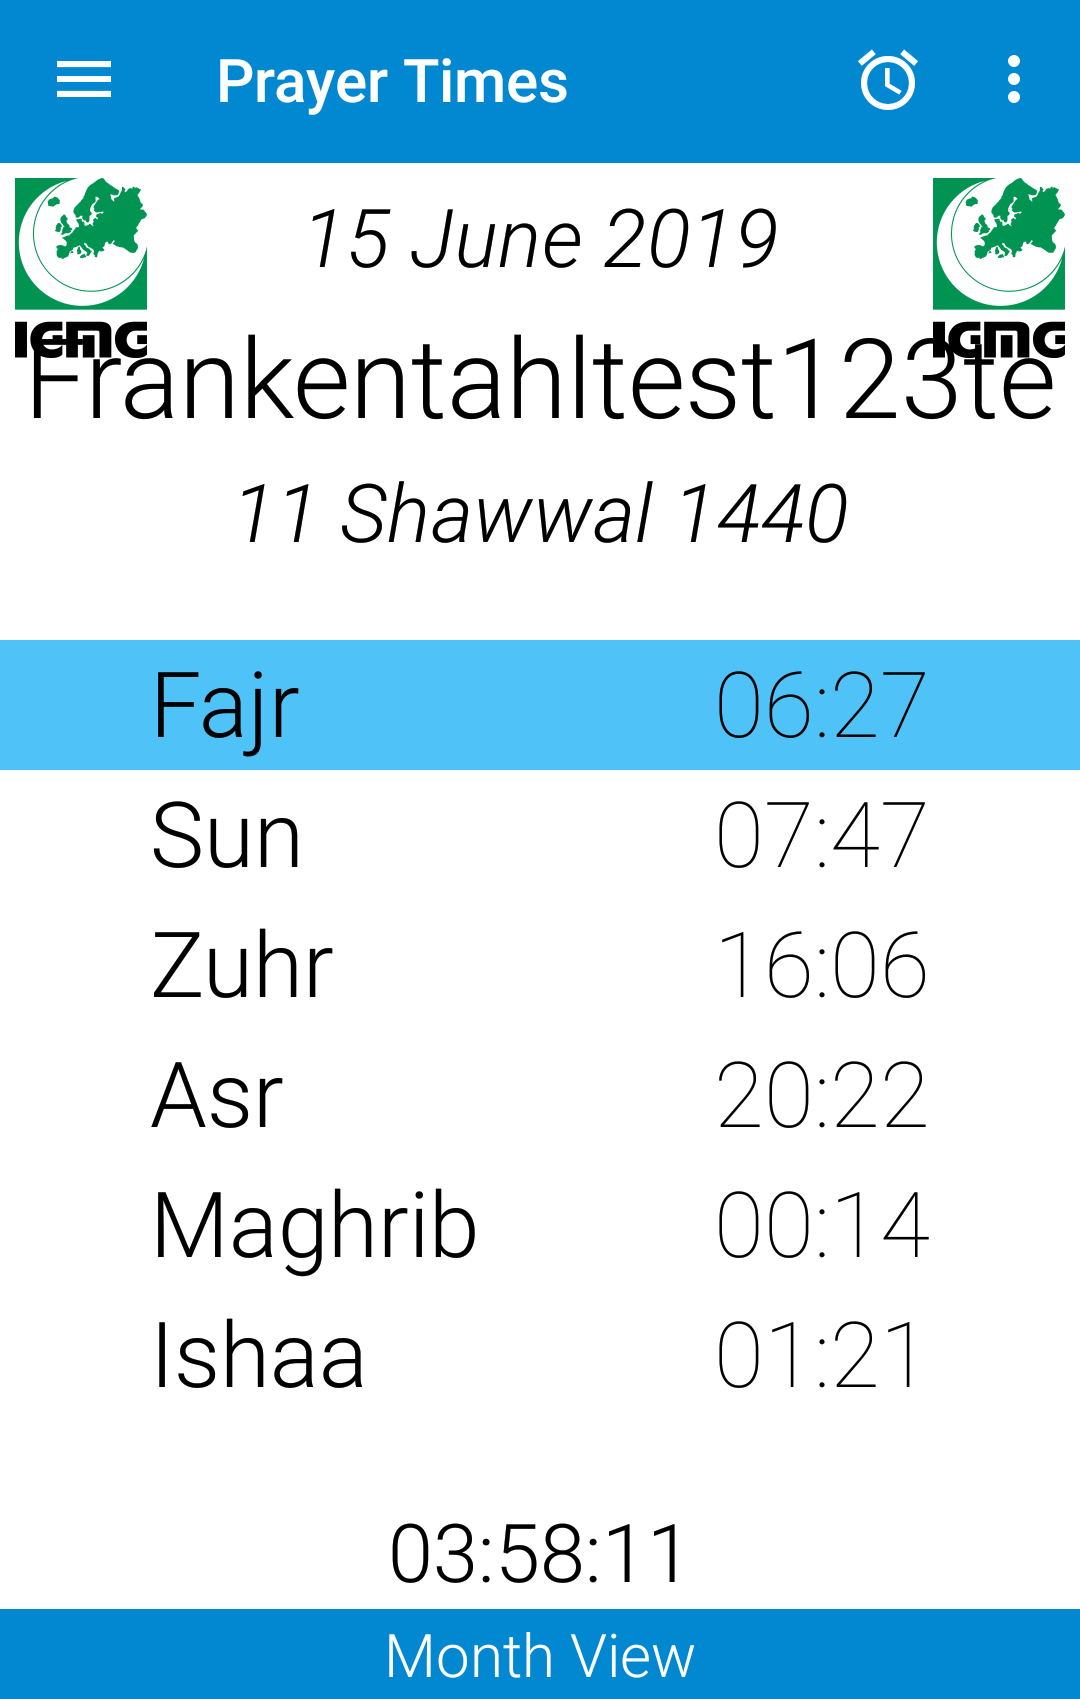 Prayer Times
15 June 2019
IGMG
IGMG
Frankentahltest123te
11 Shawwal 1440
Fajr 06:27
Sun 07:47
Zuhr 16:06
Asr 20:22
Maghrib 00:14
Ishaa 01:21
03:58:11
Month View